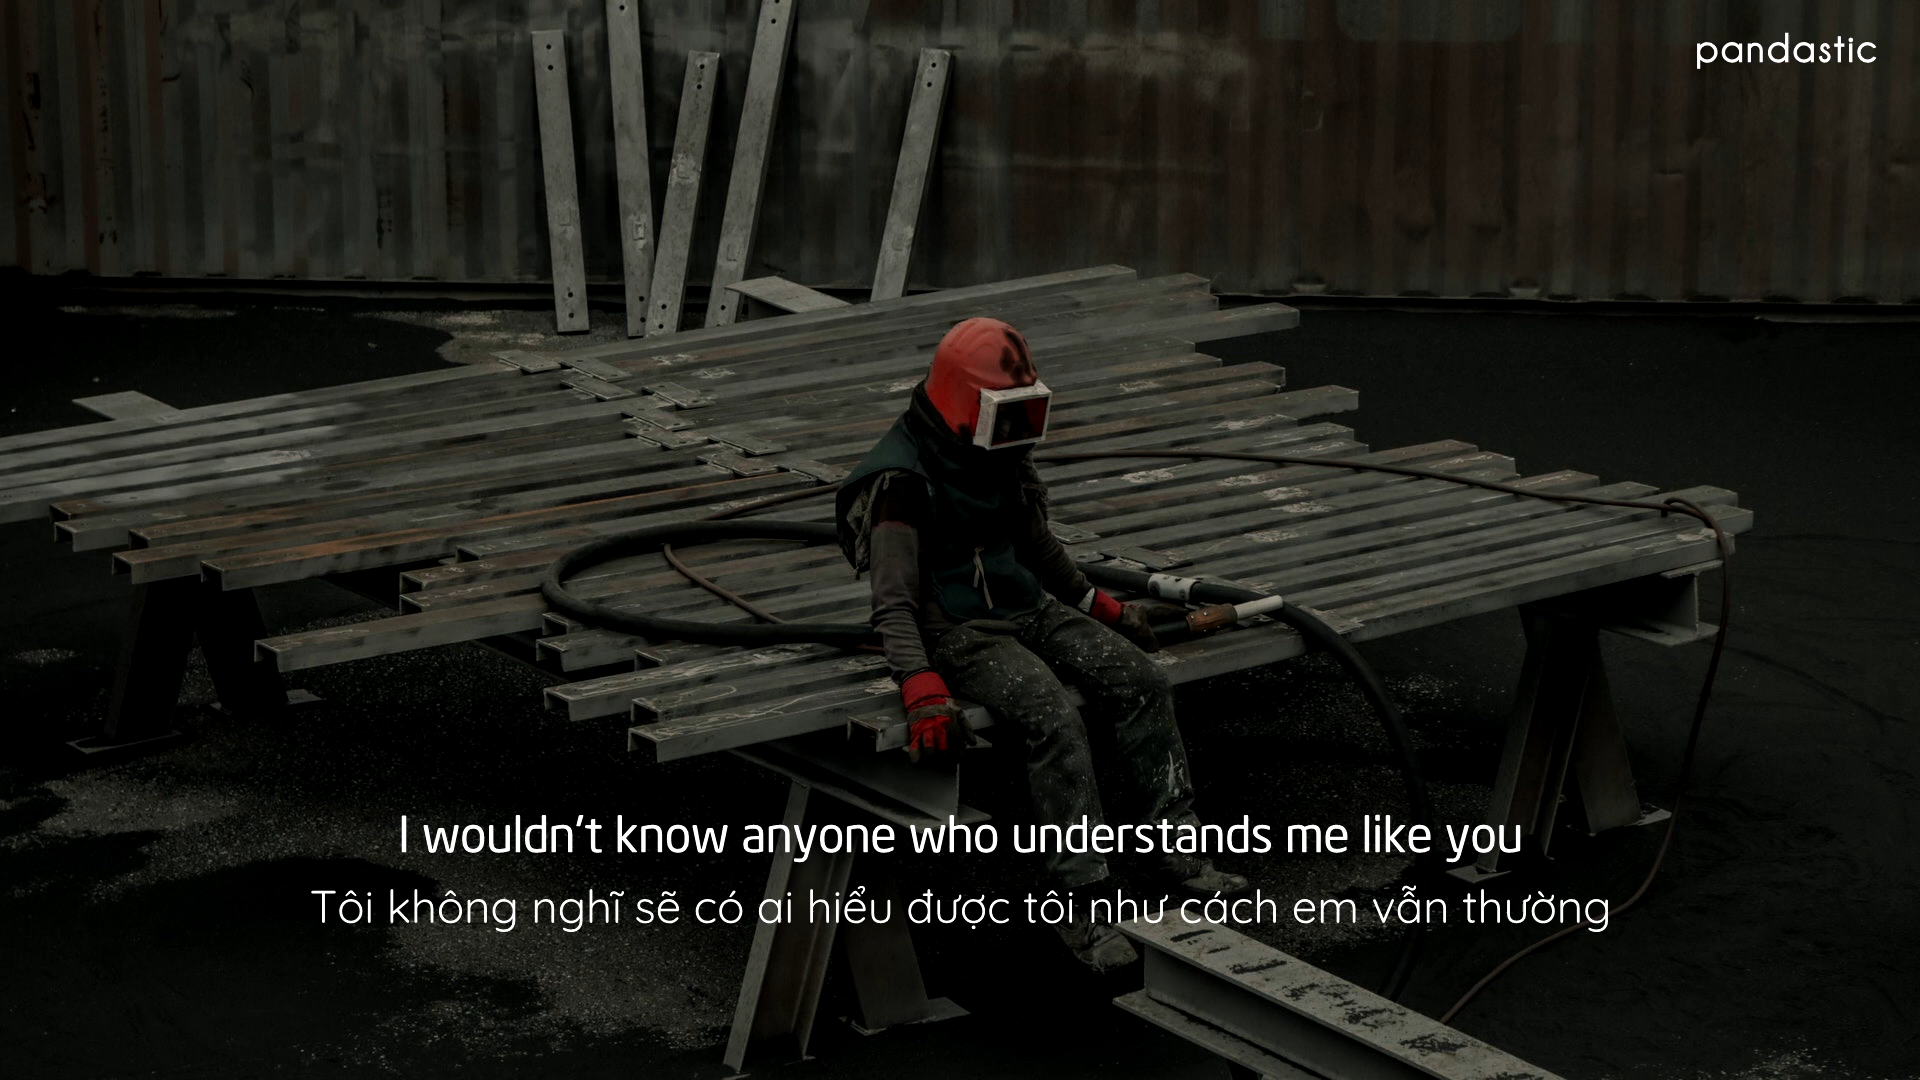 pandastic
I wouldn't know anyone who understands me like you
Tôi không nghĩ sẽ có ai hiểu được tôi như cách em vẫn thường